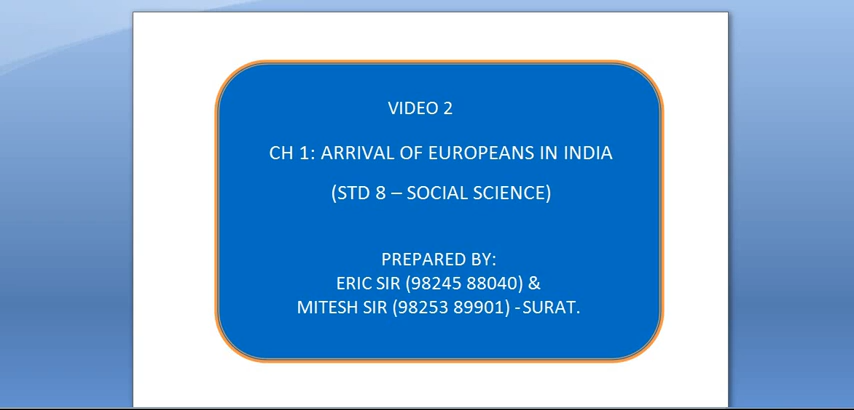 VIDEO 2
CH 1: ARRIVAL OF EUROPEANS IN INDIA
(STD 8 – SOCIAL SCIENCE)
PREPARED BY:
ERIC SIR (98245 88040) &
MITESH SIR (98253 89901) - SURAT.